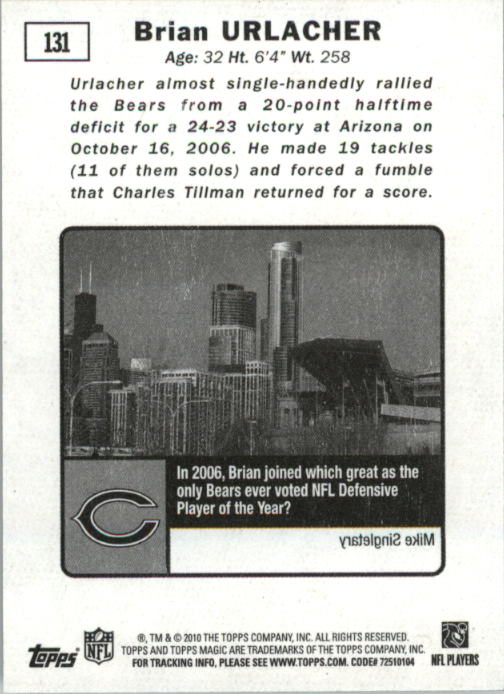 131
Brian URLACHER
Age: 32 Ht. 6'4" Wt. 258
Urlacher almost single-handedly rallied
the Bears from a 20-point halftime
deficit for a 24-23 victory at Arizona on
October 16, 2006. He made 19 tackles
(11 of them solos) and forced a fumble
that Charles Tillman returned for a score.
In 2006, Brian joined which great as the
only Bears ever voted NFL Defensive
Player of the Year?
Mike Singletary
®, TM & © 2010 THE TOPPS COMPANY, INC. ALL RIGHTS RESERVED.
TOPPS AND TOPPS MAGIC ARE TRADEMARKS OF THE TOPPS COMPANY, INC.
FOR TRACKING INFO, PLEASE SEE WWW.TOPPS.COM. CODE# 72510104
Topps
NFL
NFL PLAYERS